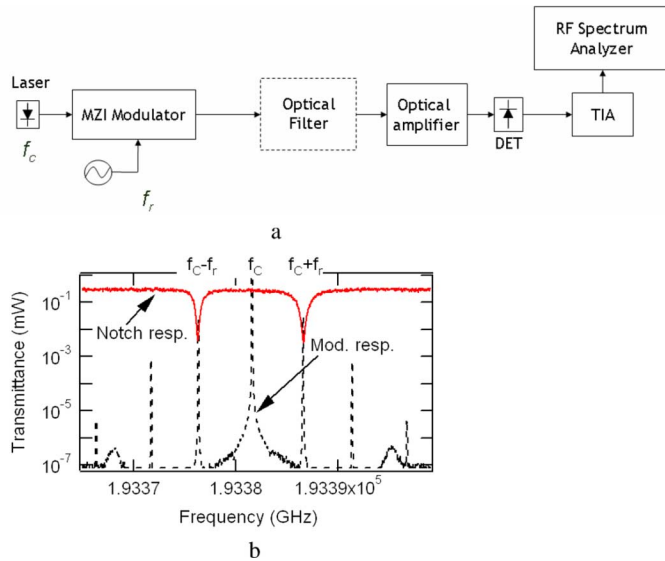 RF Spectrum
Analyzer
Laser
MZI Modulator
Optical
Filter
Optical
amplifier
DET
TIA
f_c
f_r
a
f_C-f_r
f_C
f_C+f_r
Transmittance (mW)
10^-1
10^-3
10^-5
10^-7
Notch resp.
Mod. resp.
1.9337
1.9338
1.9339x10^5
Frequency (GHz)
b